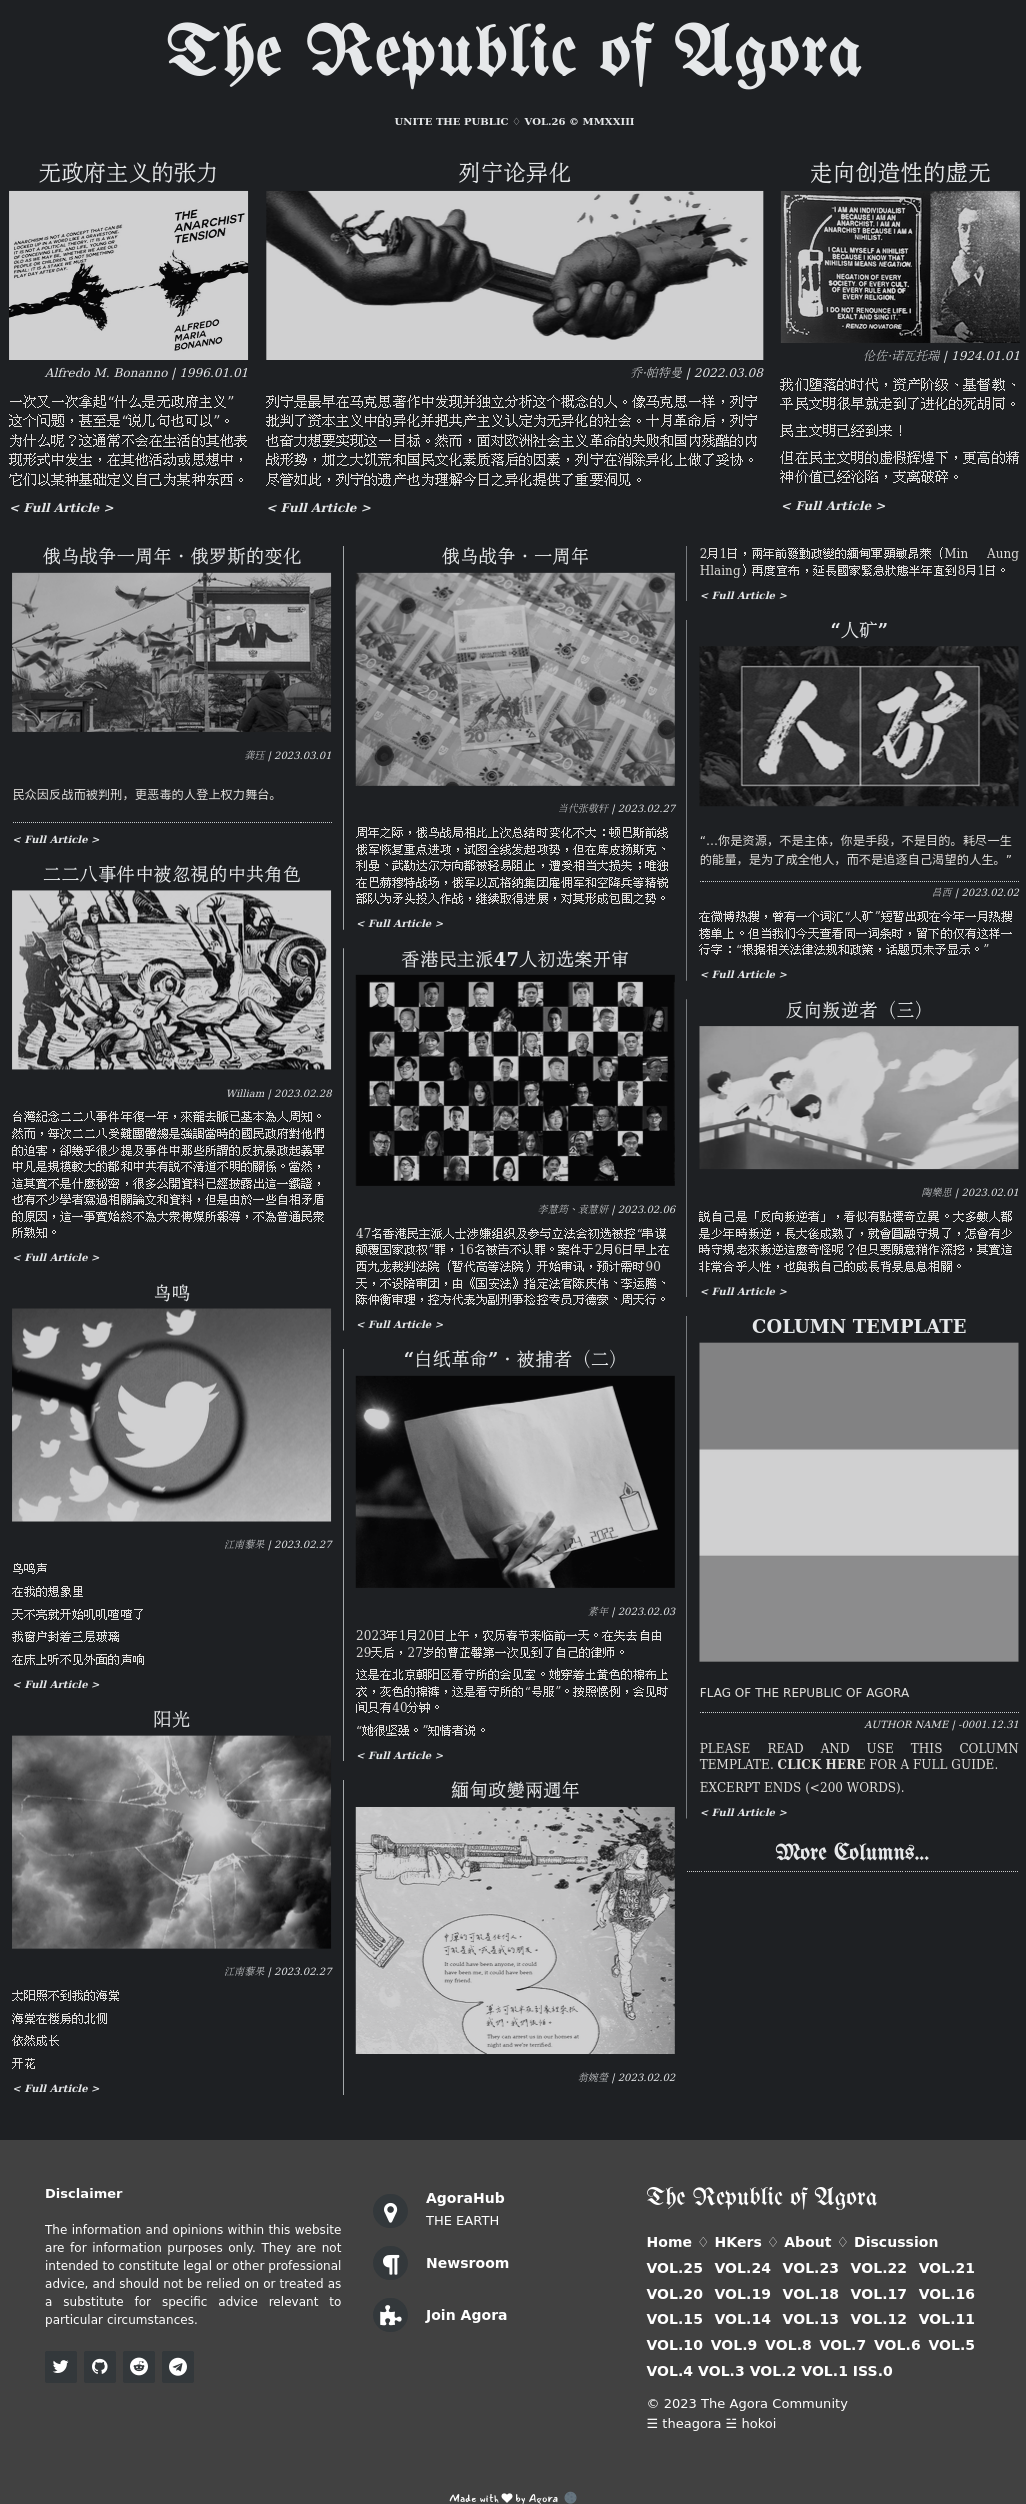 The Republic of Agora
UNITE THE PUBLIC ♢ VOL.26 © MMXXIII
无政府主义的张力
ANARCHISM IS NOT A CONCEPT THAT CAN BE
LOCKED UP IN A WORD LIKE A GRAVESTONE.
IT IS NOT A POLITICAL THEORY. IT IS A WAY
OF CONCEIVING LIFE, AND LIFE, YOUNG OR
OLD AS WE MAY BE, WHETHER WE ARE OLD
PEOPLE OR CHILDREN, IS NOT SOMETHING
FINAL: IT IS A STAKE WE MUST
PLAY DAY AFTER DAY.
THE
ANARCHIST
TENSION
ALFREDO
MARIA
BONANNO
Alfredo M. Bonanno | 1996.01.01
一次又一次拿起“什么是无政府主义”
这个问题，甚至是“说几句也可以”。
为什么呢？这通常不会在生活的其他表
现形式中发生，在其他活动或思想中，
它们以某种基础定义自己为某种东西。
< Full Article >
列宁论异化
乔·帕特曼 | 2022.03.08
列宁是最早在马克思著作中发现并独立分析这个概念的人。像马克思一样，列宁
批判了资本主义中的异化并把共产主义认定为无异化的社会。十月革命后，列宁
也奋力想要实现这一目标。然而，面对欧洲社会主义革命的失败和国内残酷的内
战形势，加之大饥荒和国民文化素质落后的因素，列宁在消除异化上做了妥协。
尽管如此，列宁的遗产也为理解今日之异化提供了重要洞见。
< Full Article >
走向创造性的虚无
"I AM AN INDIVIDUALIST
BECAUSE I AM AN
ANARCHIST. I AM AN
ANARCHIST BECAUSE I AM A
NIHILIST.
I CALL MYSELF A NIHILIST
BECAUSE I KNOW THAT
NIHILISM MEANS NEGATION.
NEGATION OF EVERY
SOCIETY, OF EVERY CULT,
OF EVERY RULE AND OF
EVERY RELIGION.
I DO NOT RENOUNCE LIFE, I
EXALT AND SING IT."
- RENZO NOVATORE
伦佐·诺瓦托瑞 | 1924.01.01
我们堕落的时代，资产阶级、基督教、
平民文明很早就走到了进化的死胡同。
民主文明已经到来！
但在民主文明的虚假辉煌下，更高的精
神价值已经沦陷，支离破碎。
< Full Article >
俄乌战争一周年 · 俄罗斯的变化
龚珏 | 2023.03.01
民众因反战而被判刑，更恶毒的人登上权力舞台。
< Full Article >
二二八事件中被忽視的中共角色
William | 2023.02.28
台灣紀念二二八事件年復一年，來龍去脈已基本為人周知。
然而，每次二二八受難團體總是強調當時的國民政府對他們
的迫害，卻幾乎很少提及事件中那些所謂的反抗暴政起義軍
中凡是規模較大的都和中共有説不清道不明的關係。當然，
這其實不是什麼秘密，很多公開資料已經披露出這一鐵證，
也有不少學者寫過相關論文和資料，但是由於一些自相矛盾
的原因，這一事實始終不為大衆傳媒所報導，不為普通民衆
所熟知。
< Full Article >
鸟鸣
江南藜果 | 2023.02.27
鸟鸣声
在我的想象里
天不亮就开始叽叽喳喳了
我窗户封着三层玻璃
在床上听不见外面的声响
< Full Article >
阳光
江南藜果 | 2023.02.27
太阳照不到我的海棠
海棠在楼房的北侧
依然成长
开花
< Full Article >
俄乌战争 · 一周年
当代张敬轩 | 2023.02.27
周年之际，俄乌战局相比上次总结时变化不大：顿巴斯前线
俄军恢复重点进攻，试图全线发起攻势，但在库皮扬斯克、
利曼、武勒达尔方向都被轻易阻止，遭受相当大损失；唯独
在巴赫穆特战场，俄军以瓦格纳集团雇佣军和空降兵等精锐
部队为矛头投入作战，继续取得进展，对其形成包围之势。
< Full Article >
香港民主派47人初选案开审
李慧筠、袁慧妍 | 2023.02.06
47名香港民主派人士涉嫌组织及参与立法会初选被控“串谋
颠覆国家政权”罪，16名被告不认罪。案件于2月6日早上在
西九龙裁判法院（暂代高等法院）开始审讯，预计需时90
天，不设陪审团，由《国安法》指定法官陈庆伟、李运腾、
陈仲衡审理，控方代表为副刑事检控专员万德豪、周天行。
< Full Article >
“白纸革命” · 被捕者（二）
素年 | 2023.02.03
2023年1月20日上午，农历春节来临前一天。在失去自由
29天后，27岁的曹芷馨第一次见到了自己的律师。
这是在北京朝阳区看守所的会见室。她穿着土黄色的棉布上
衣，灰色的棉裤，这是看守所的“号服”。按照惯例，会见时
间只有40分钟。
“她很坚强。”知情者说。
< Full Article >
緬甸政變兩週年
EVERY
THING
WILL BE
OK
中彈的可能是任何人，
可能是我，或是我的朋友。
It could have been anyone, it could
have been me, it could have been
my friend.
They can arrest us in our homes at
night and we're terrified.
翁婉瑩 | 2023.02.02
2月1日，兩年前發動政變的緬甸軍頭敏昂萊（Min Aung
Hlaing）再度宣布，延長國家緊急狀態半年直到8月1日。
< Full Article >
“人矿”
人矿
“…你是资源，不是主体，你是手段，不是目的。耗尽一生
的能量，是为了成全他人，而不是追逐自己渴望的人生。”
吕西 | 2023.02.02
在微博热搜，曾有一个词汇“人矿”短暂出现在今年一月热搜
榜单上。但当我们今天查看同一词条时，留下的仅有这样一
行字：“根据相关法律法规和政策，话题页未予显示。”
< Full Article >
反向叛逆者（三）
陶樂思 | 2023.02.01
説自己是「反向叛逆者」，看似有點標奇立異。大多數人都
是少年時叛逆，長大後成熟了，就會圓融守規了，怎會有少
時守規老來叛逆這麼奇怪呢？但只要願意稍作深挖，其實這
非常合乎人性，也與我自己的成長背景息息相關。
< Full Article >
COLUMN TEMPLATE
FLAG OF THE REPUBLIC OF AGORA
AUTHOR NAME | -0001.12.31
PLEASE READ AND USE THIS COLUMN
TEMPLATE. CLICK HERE FOR A FULL GUIDE.
EXCERPT ENDS (<200 WORDS).
< Full Article >
More Columns...
Disclaimer
The information and opinions within this website
are for information purposes only. They are not
intended to constitute legal or other professional
advice, and should not be relied on or treated as
a substitute for specific advice relevant to
particular circumstances.
AgoraHub
THE EARTH
Newsroom
Join Agora
The Republic of Agora
Home ♢ HKers ♢ About ♢ Discussion
VOL.25 VOL.24 VOL.23 VOL.22 VOL.21
VOL.20 VOL.19 VOL.18 VOL.17 VOL.16
VOL.15 VOL.14 VOL.13 VOL.12 VOL.11
VOL.10 VOL.9 VOL.8 VOL.7 VOL.6 VOL.5
VOL.4 VOL.3 VOL.2 VOL.1 ISS.0
© 2023 The Agora Community
☰ theagora ☱ hokoi
Made with ♥ by Agora